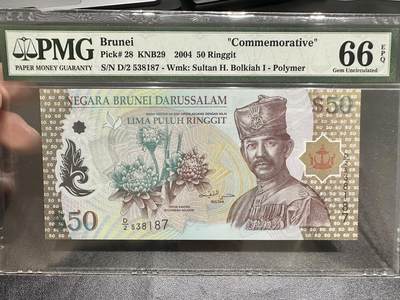 PMG
PAPER MONEY GUARANTY
Brunei "Commemorative"
Pick# 28 KNB29 2004 50 Ringgit
S/N D/2 538187 - Wmk: Sultan H. Bolkiah I - Polymer
66 EPQ
Gem Uncirculated
NEGARA BRUNEI DARUSSALAM
LIMA PULUH RINGGIT
$50
SULTAN
50
D/2 538187